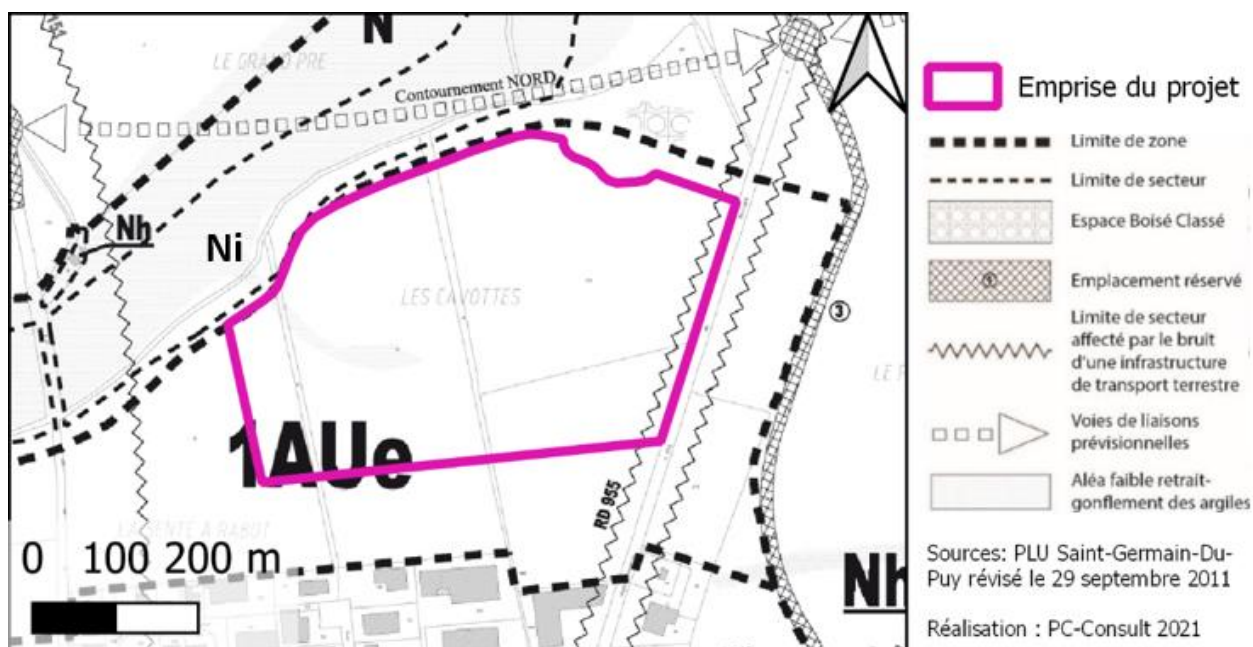 N
LE GRAND PRE
Contournement NORD
Nh
Ni
LES CAVOTTES
3
1AUe
RD 955
0 100 200 m
Nh
Emprise du projet
Limite de zone
Limite de secteur
Espace Boisé Classé
Emplacement réservé
Limite de secteur
affecté par le bruit
d'une infrastructure
de transport terrestre
Voies de liaisons
prévisionnelles
Aléa faible retrait-
gonflement des argiles
Sources: PLU Saint-Germain-Du-
Puy révisé le 29 septembre 2011
Réalisation : PC-Consult 2021